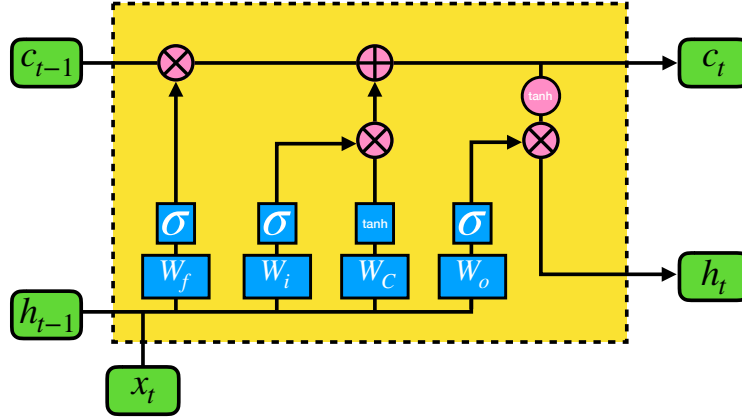 c_{t-1}
c_t
tanh
σ
σ
tanh
σ
W_f
W_i
W_C
W_o
h_t
h_{t-1}
x_t